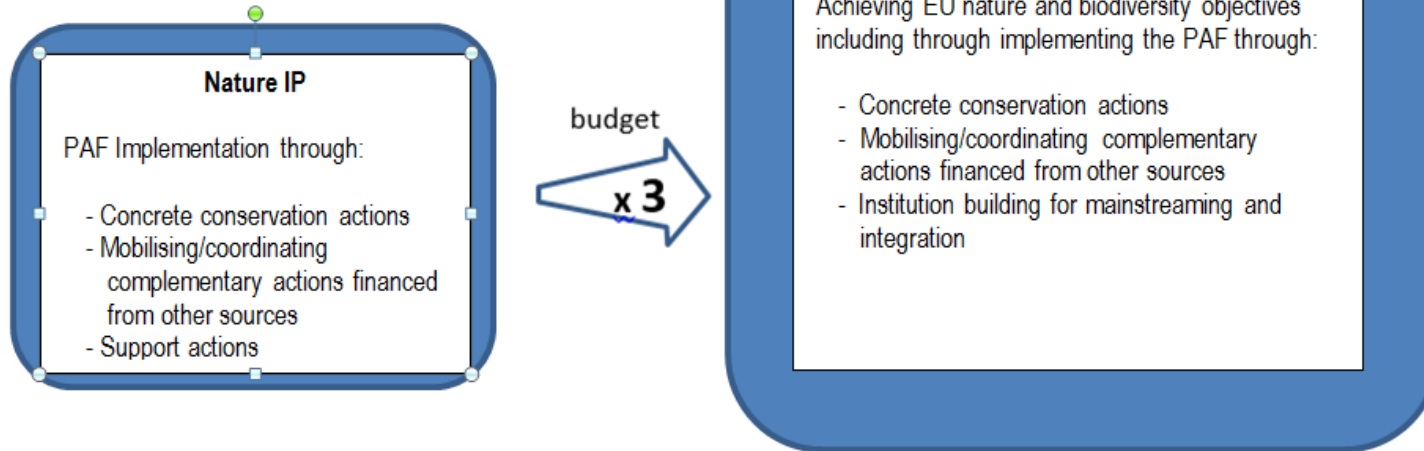 Nature IP
PAF Implementation through:
- Concrete conservation actions
- Mobilising/coordinating
complementary actions financed
from other sources
- Support actions
budget
x 3
Achieving EU nature and biodiversity objectives
including through implementing the PAF through:
- Concrete conservation actions
- Mobilising/coordinating complementary
actions financed from other sources
- Institution building for mainstreaming and
integration